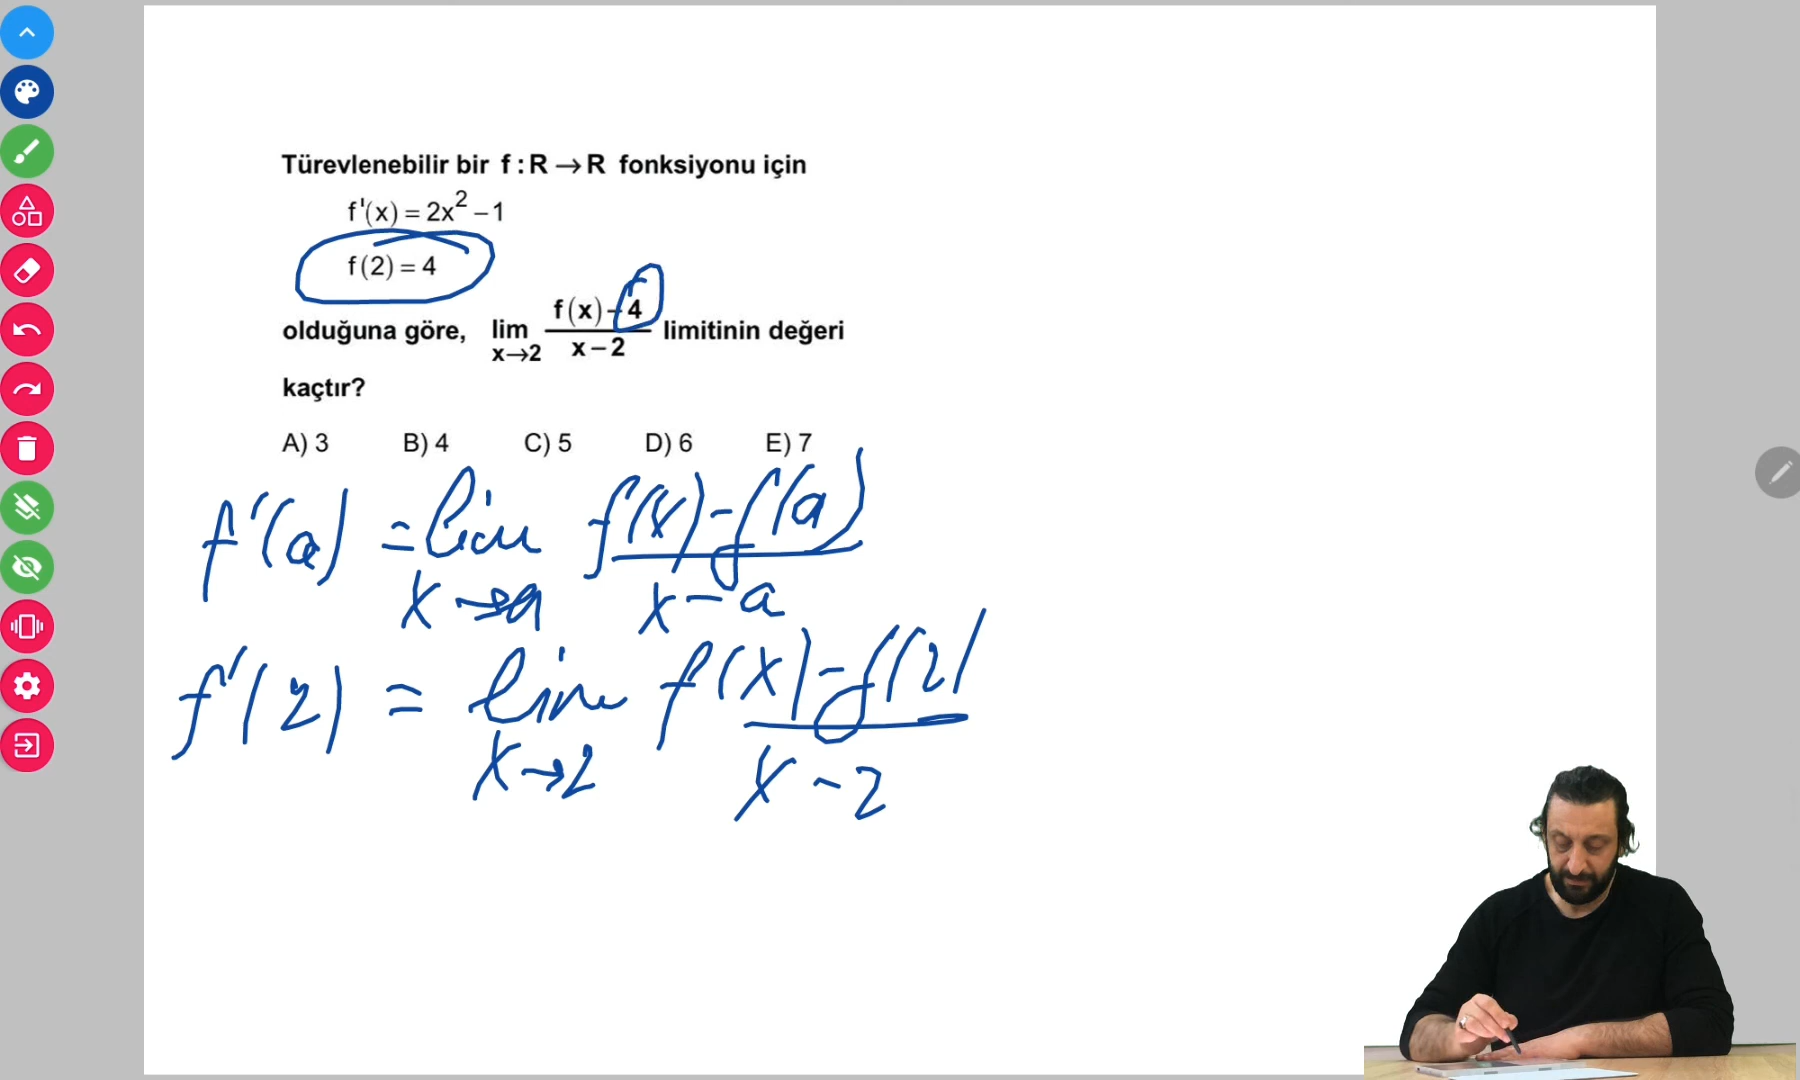 Türevlenebilir bir f : R → R fonksiyonu için
f'(x) = 2x² − 1
f(2) = 4
olduğuna göre, lim x→2 f(x) − 4 / x − 2 limitinin değeri
kaçtır?
A) 3 B) 4 C) 5 D) 6 E) 7
f'(a) = lim x→a f(x) − f(a) / x − a
f'(2) = lim x→2 f(x) − f(2) / x − 2